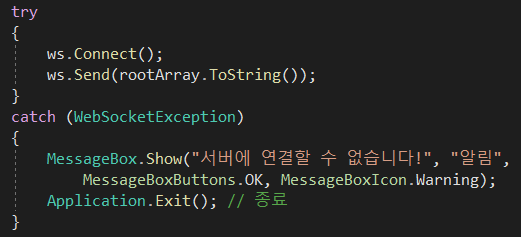 try
{
    ws.Connect();
    ws.Send(rootArray.ToString());
}
catch (WebSocketException)
{
    MessageBox.Show("서버에 연결할 수 없습니다!", "알림",
        MessageBoxButtons.OK, MessageBoxIcon.Warning);
    Application.Exit(); // 종료
}